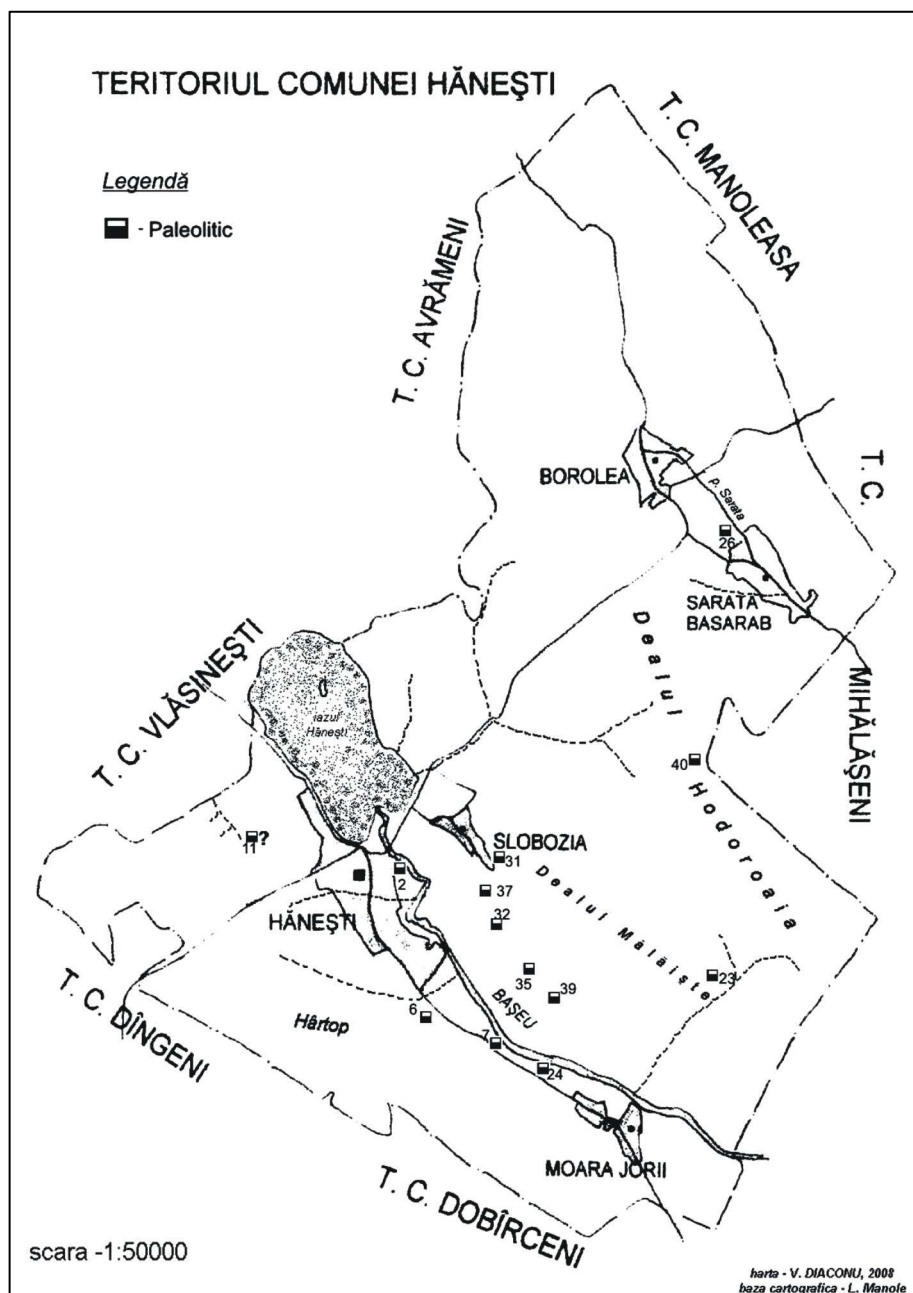 TERITORIUL COMUNEI HĂNEŞTI
Legendă
- Paleolitic
T. C. MANOLEASA
T. C. AVRĂMENI
T. C.
MIHĂLĂŞENI
BOROLEA
p. Sarata
26
SARATA
BASARAB
Dealul Hodoroaia
T. C. VLĂSINEŞTI
iazul
Hăneşti
40
11?
SLOBOZIA
31
2
37
Dealul Mălăişte
HĂNEŞTI
32
35
39
23
BAŞEU
T. C. DÎNGENI
Hârtop
6
7
24
MOARA JORII
T. C. DOBÎRCENI
scara -1:50000
harta - V. DIACONU, 2008
baza cartografica - L. Manole